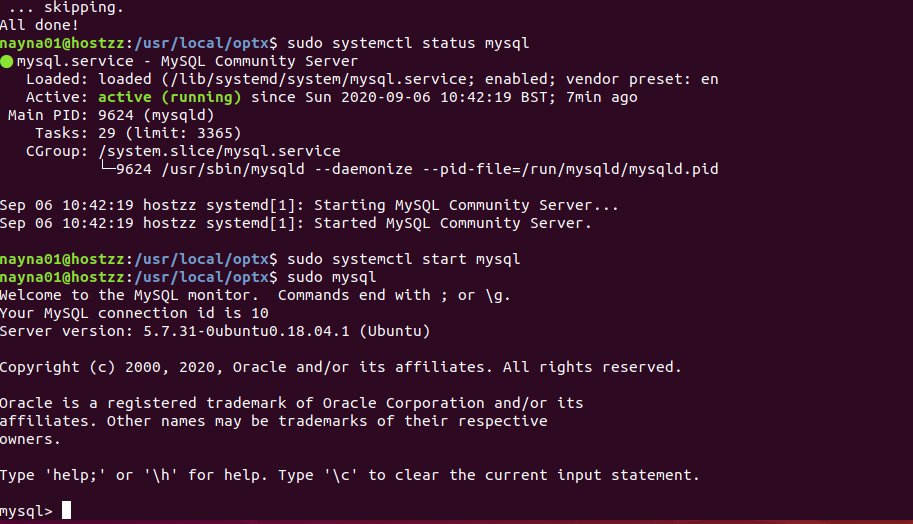 ... skipping.
All done!
nayna01@hostzz:/usr/local/optx$ sudo systemctl status mysql
● mysql.service - MySQL Community Server
   Loaded: loaded (/lib/systemd/system/mysql.service; enabled; vendor preset: en
   Active: active (running) since Sun 2020-09-06 10:42:19 BST; 7min ago
 Main PID: 9624 (mysqld)
    Tasks: 29 (limit: 3365)
   CGroup: /system.slice/mysql.service
           └─9624 /usr/sbin/mysqld --daemonize --pid-file=/run/mysqld/mysqld.pid

Sep 06 10:42:19 hostzz systemd[1]: Starting MySQL Community Server...
Sep 06 10:42:19 hostzz systemd[1]: Started MySQL Community Server.

nayna01@hostzz:/usr/local/optx$ sudo systemctl start mysql
nayna01@hostzz:/usr/local/optx$ sudo mysql
Welcome to the MySQL monitor.  Commands end with ; or \g.
Your MySQL connection id is 10
Server version: 5.7.31-0ubuntu0.18.04.1 (Ubuntu)

Copyright (c) 2000, 2020, Oracle and/or its affiliates. All rights reserved.

Oracle is a registered trademark of Oracle Corporation and/or its
affiliates. Other names may be trademarks of their respective
owners.

Type 'help;' or '\h' for help. Type '\c' to clear the current input statement.

mysql>